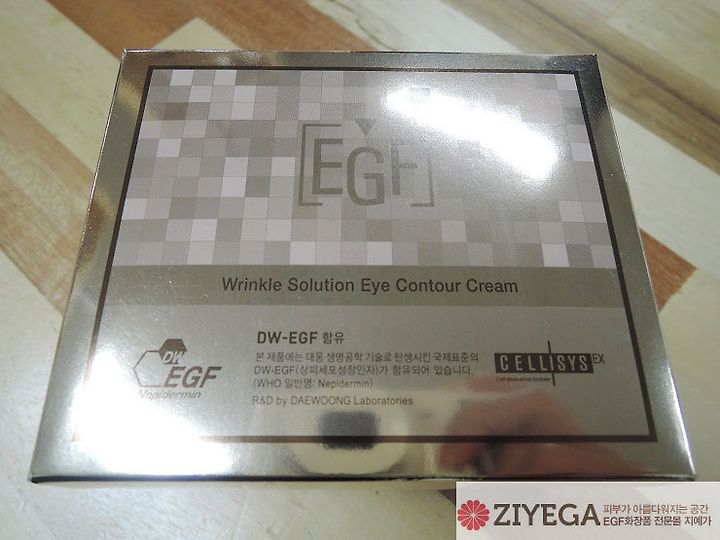 [EGF]
Wrinkle Solution Eye Contour Cream
DW-EGF 함유
본 제품에는 대웅 생명공학 기술로 탄생시킨 국제표준의
DW-EGF(상피세포성장인자)가 함유되어 있습니다.
(WHO 일반명: Nepidermin)
R&D by DAEWOONG Laboratories
DW
EGF
Nepidermin
CELLISYS EX
Cell Innovation System
ZIYEGA
피부가 아름다워지는 공간
EGF화장품 전문몰 지예가